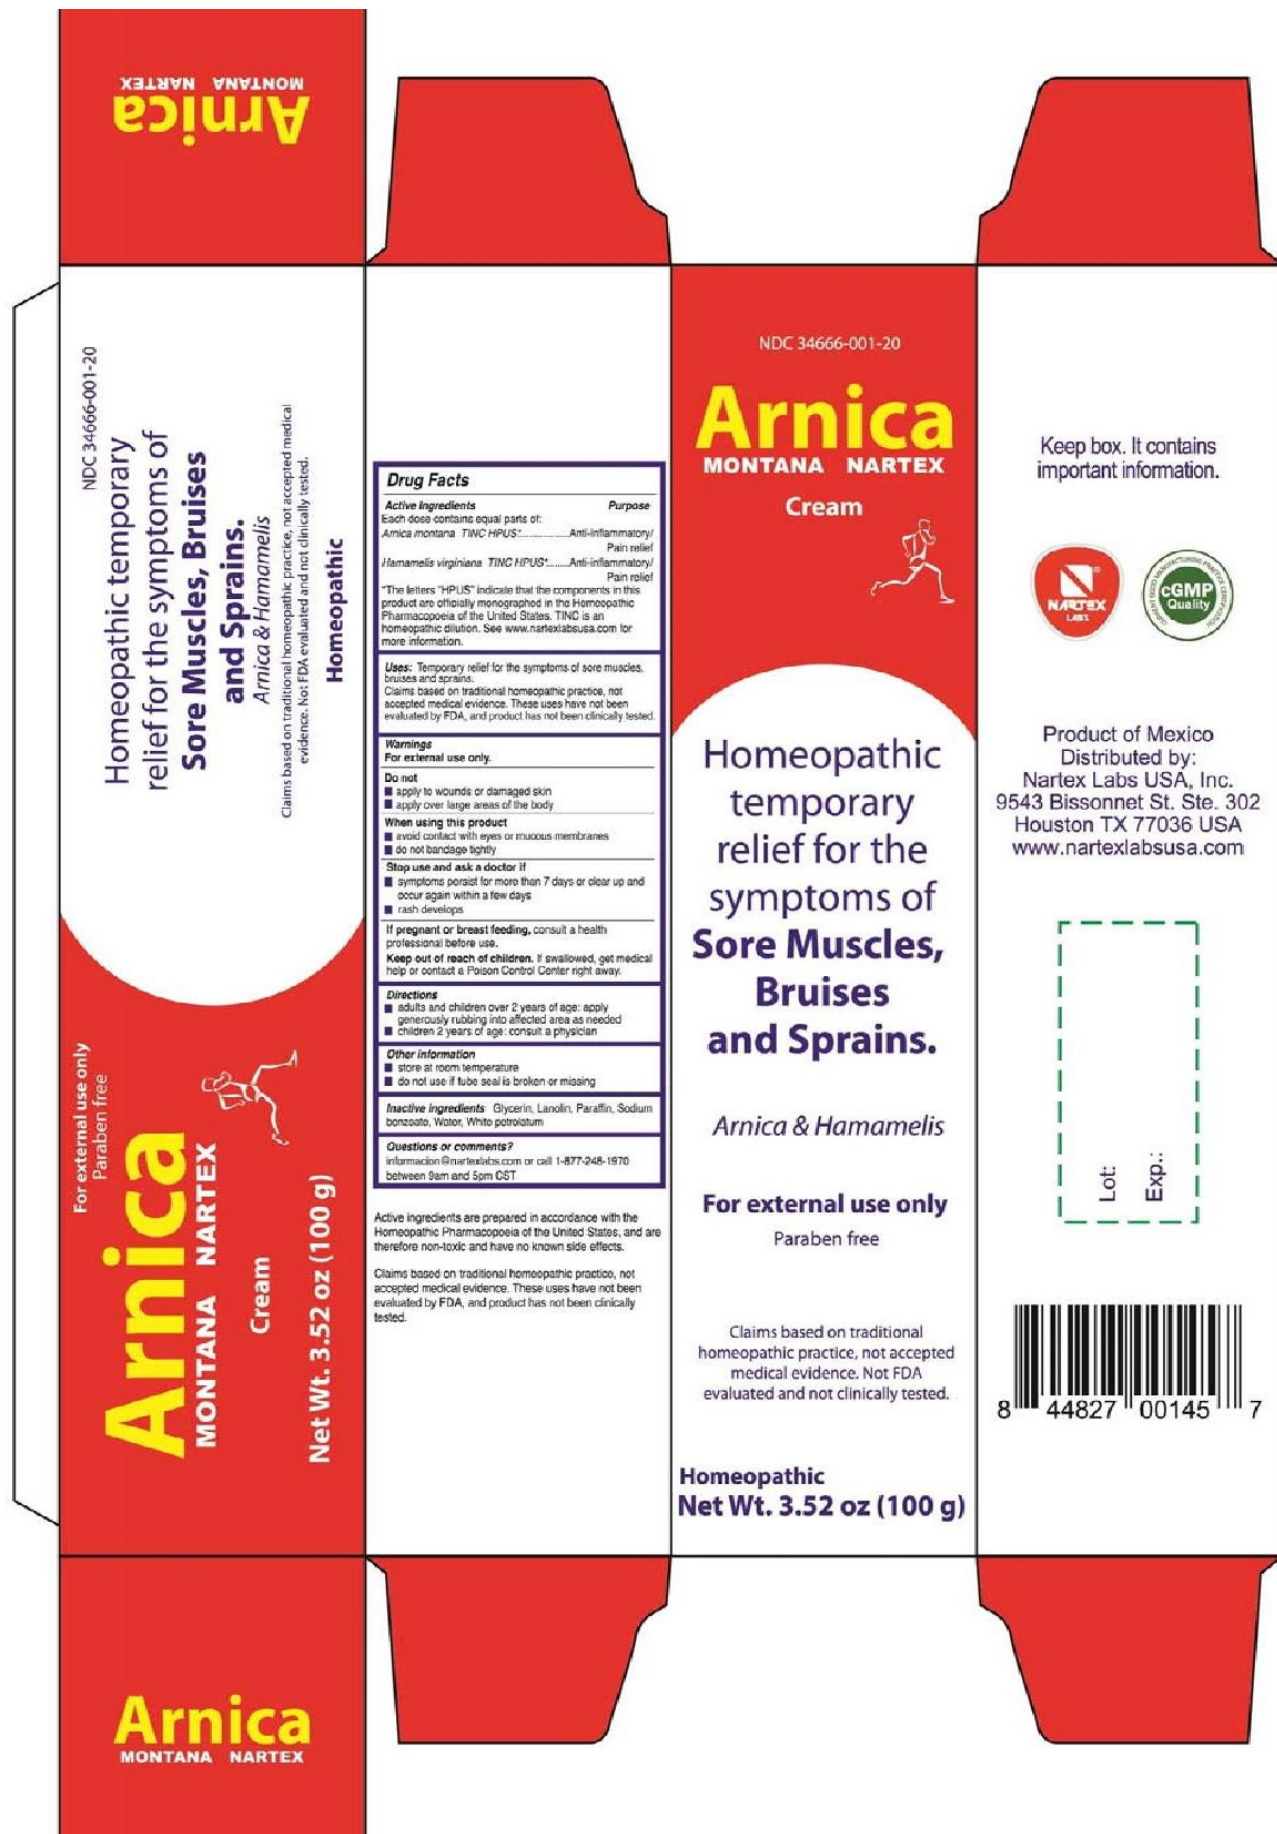 Arnica
MONTANA NARTEX
NDC 34666-001-20
Homeopathic temporary
relief for the symptoms of
Sore Muscles, Bruises
and Sprains.
Arnica & Hamamelis
Claims based on traditional homeopathic practice, not accepted medical
evidence. Not FDA evaluated and not clinically tested.
Homeopathic
For external use only
Paraben free
Arnica
MONTANA NARTEX
Cream
Net Wt. 3.52 oz (100 g)
Arnica
MONTANA NARTEX
Drug Facts
Active Ingredients Purpose
Each dose contains equal parts of:
Arnica montana TINC HPUS*...................Anti-inflammatory/
Pain relief
Hamamelis virginiana TINC HPUS*........Anti-inflammatory/
Pain relief
*The letters "HPUS" indicate that the components in this
product are officially monographed in the Homeopathic
Pharmacopoeia of the United States. TINC is an
homeopathic dilution. See www.nartexlabsusa.com for
more information.
Uses: Temporary relief for the symptoms of sore muscles,
bruises and sprains.
Claims based on traditional homeopathic practice, not
accepted medical evidence. These uses have not been
evaluated by FDA, and product has not been clinically tested.
Warnings
For external use only.
Do not
■ apply to wounds or damaged skin
■ apply over large areas of the body
When using this product
■ avoid contact with eyes or mucous membranes
■ do not bandage tightly
Stop use and ask a doctor if
■ symptoms persist for more than 7 days or clear up and
occur again within a few days
■ rash develops
If pregnant or breast feeding, consult a health
professional before use.
Keep out of reach of children. If swallowed, get medical
help or contact a Poison Control Center right away.
Directions
■ adults and children over 2 years of age: apply
generously rubbing into affected area as needed
■ children 2 years of age: consult a physician
Other information
■ store at room temperature
■ do not use if tube seal is broken or missing
Inactive ingredients Glycerin, Lanolin, Paraffin, Sodium
benzoate, Water, White petrolatum
Questions or comments?
informacion@nartexlabs.com or call 1-877-248-1970
between 9am and 5pm CST
Active ingredients are prepared in accordance with the
Homeopathic Pharmacopoeia of the United States, and are
therefore non-toxic and have no known side effects.
Claims based on traditional homeopathic practice, not
accepted medical evidence. These uses have not been
evaluated by FDA, and product has not been clinically
tested.
NDC 34666-001-20
Arnica
MONTANA NARTEX
Cream
Homeopathic
temporary
relief for the
symptoms of
Sore Muscles,
Bruises
and Sprains.
Arnica & Hamamelis
For external use only
Paraben free
Claims based on traditional
homeopathic practice, not accepted
medical evidence. Not FDA
evaluated and not clinically tested.
Homeopathic
Net Wt. 3.52 oz (100 g)
Keep box. It contains
important information.
NARTEX
LABS
®
CURRENT GOOD MANUFACTURING PRACTICE CERTIFICATION
cGMP
Quality
Product of Mexico
Distributed by:
Nartex Labs USA, Inc.
9543 Bissonnet St. Ste. 302
Houston TX 77036 USA
www.nartexlabsusa.com
Lot:
Exp.:
8 44827 00145 7